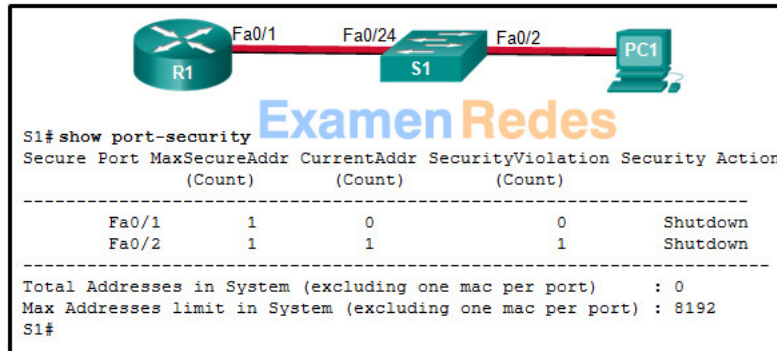 Fa0/1 Fa0/24 Fa0/2
R1 S1 PC1
Examen Redes
S1# show port-security
Secure Port MaxSecureAddr CurrentAddr SecurityViolation Security Action
(Count) (Count) (Count)
Fa0/1 1 0 0 Shutdown
Fa0/2 1 1 1 Shutdown
Total Addresses in System (excluding one mac per port) : 0
Max Addresses limit in System (excluding one mac per port) : 8192
S1#